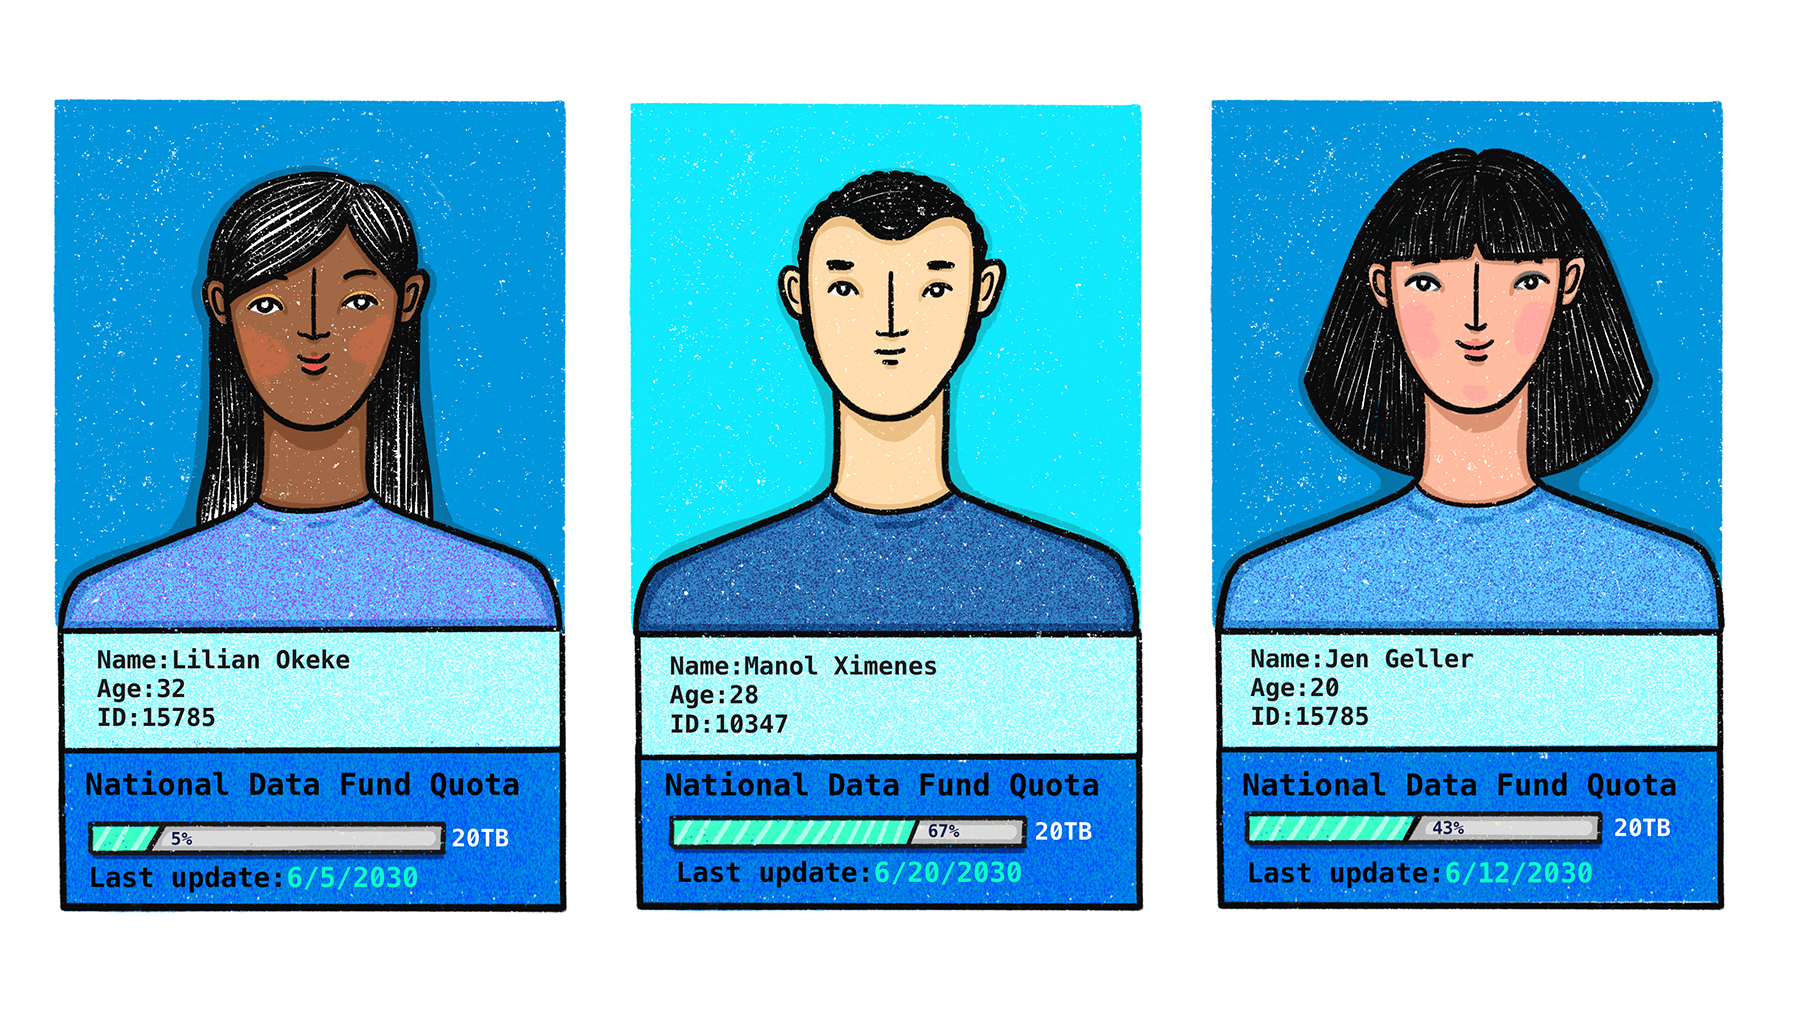 Name:Lilian Okeke
Age:32
ID:15785
National Data Fund Quota
5%
20TB
Last update:6/5/2030
Name:Manol Ximenes
Age:28
ID:10347
National Data Fund Quota
67%
20TB
Last update:6/20/2030
Name:Jen Geller
Age:20
ID:15785
National Data Fund Quota
43%
20TB
Last update:6/12/2030